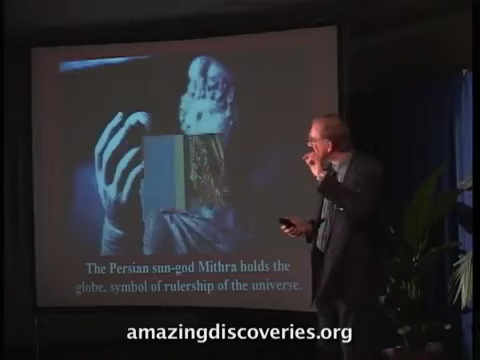 The Persian sun-god Mithra holds the
globe, symbol of rulership of the universe.
amazingdiscoveries.org